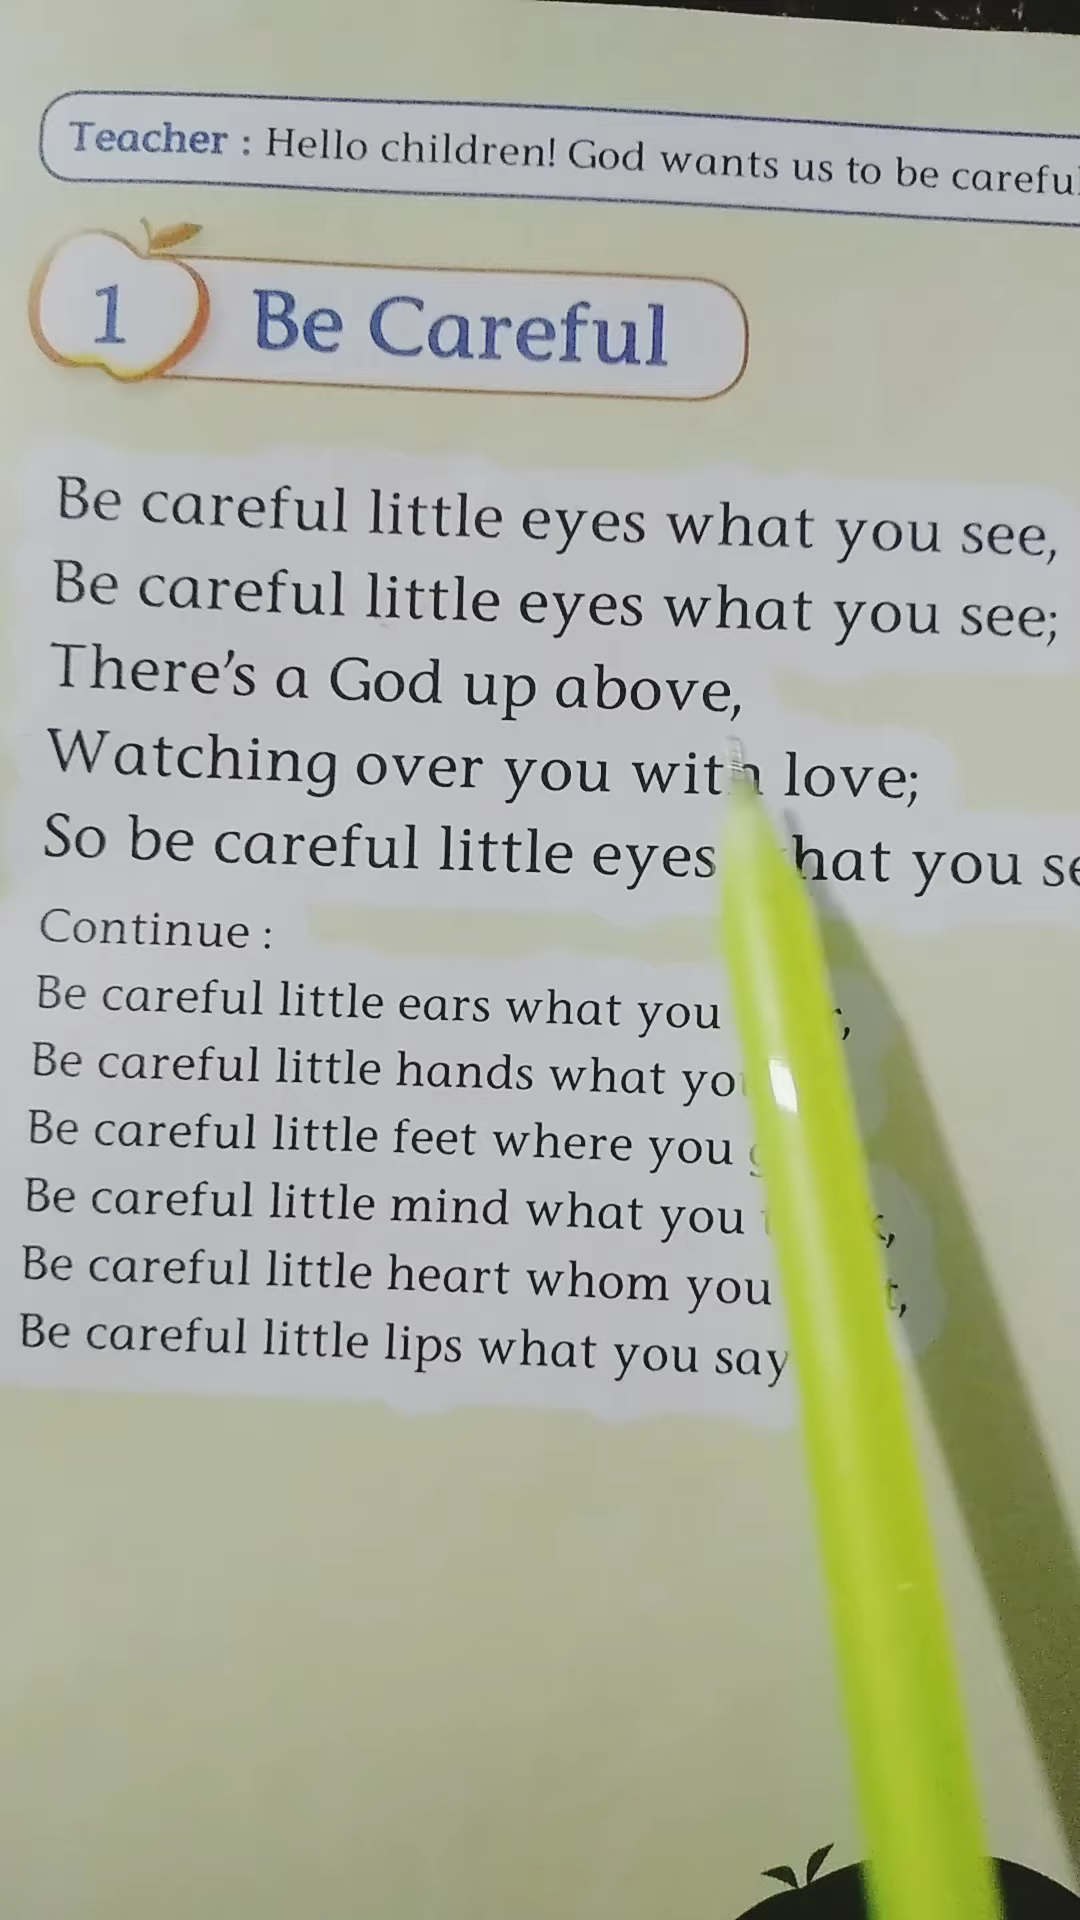 Teacher : Hello children! God wants us to be careful
1 Be Careful
Be careful little eyes what you see,
Be careful little eyes what you see;
There's a God up above,
Watching over you with love;
So be careful little eyes what you
Continue :
Be careful little ears what you
Be careful little hands what
Be careful little feet where you
Be careful little mind what you
Be careful little heart whom you
Be careful little lips what you say